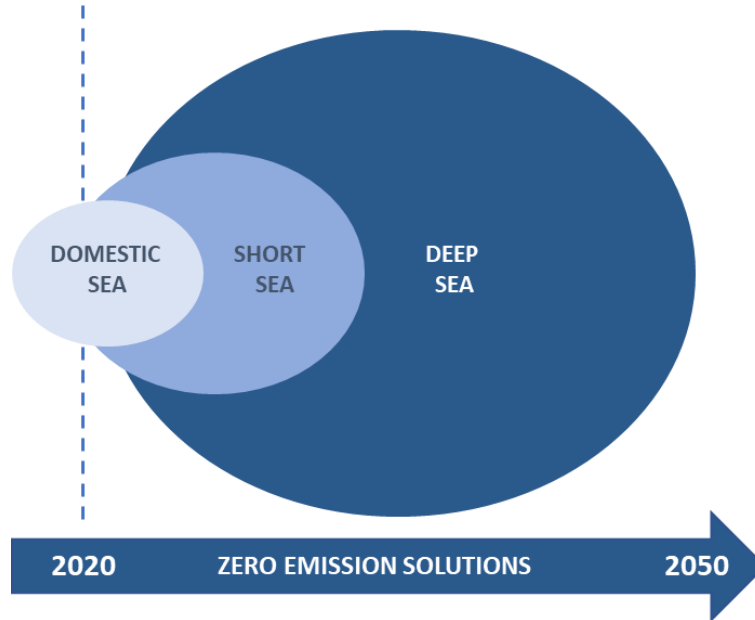 DOMESTIC
SEA
SHORT
SEA
DEEP
SEA
2020 ZERO EMISSION SOLUTIONS 2050